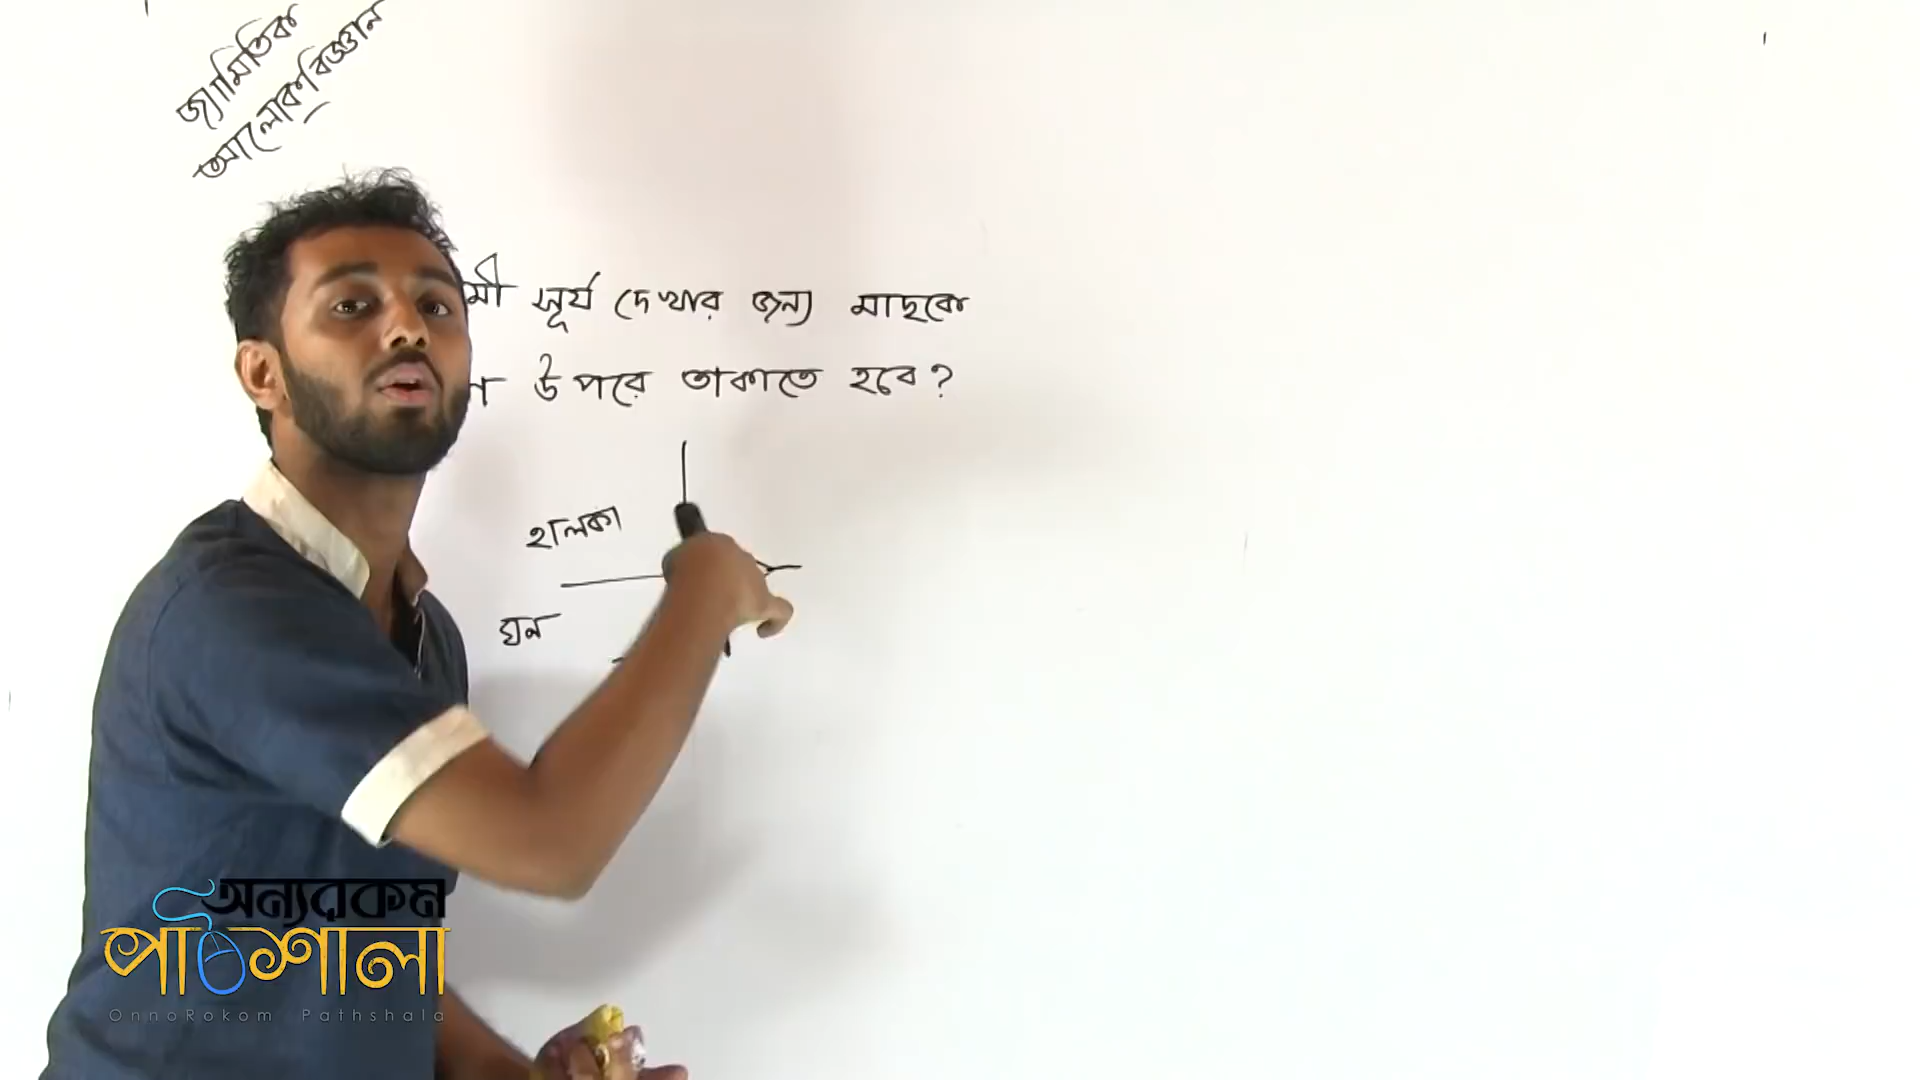 জ্যামিতিক
আলোকবিজ্ঞান
মী সূর্য দেখার জন্য মাছকে
উপরে তাকাতে হবে?
হালকা
ঘন
অন্যরকম
পাঠশালা
OnnoRokom Pathshala